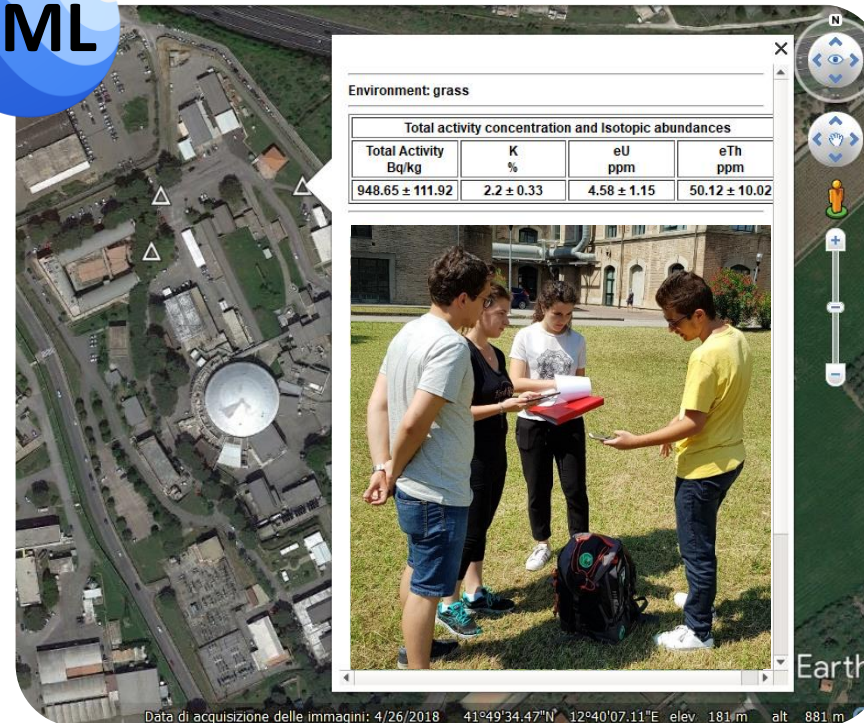 ML
N
Environment: grass
Total activity concentration and Isotopic abundances
Total Activity Bq/kg K % eU ppm eTh ppm
948.65 ± 111.92 2.2 ± 0.33 4.58 ± 1.15 50.12 ± 10.02
Earth
Data di acquisizione delle immagini: 4/26/2018 41°49'34.47"N 12°40'07.11"E elev 181 m alt 881 m